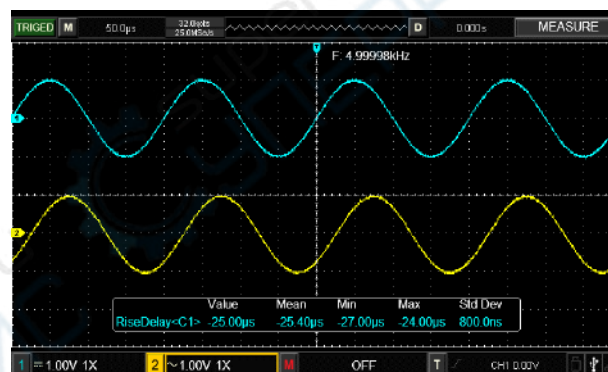 TRIGED M 50.0μs 32.0kpts D 0.000s MEASURE
25.0MSa/s
T
F: 4.99998kHz
1
2
Value Mean Min Max Std Dev
RiseDelay<C1> -25.00μs -25.40μs -27.00μs -24.00μs 800.0ns
1 1.00V 1X 2 ~1.00V 1X M OFF T CH1 0.00V